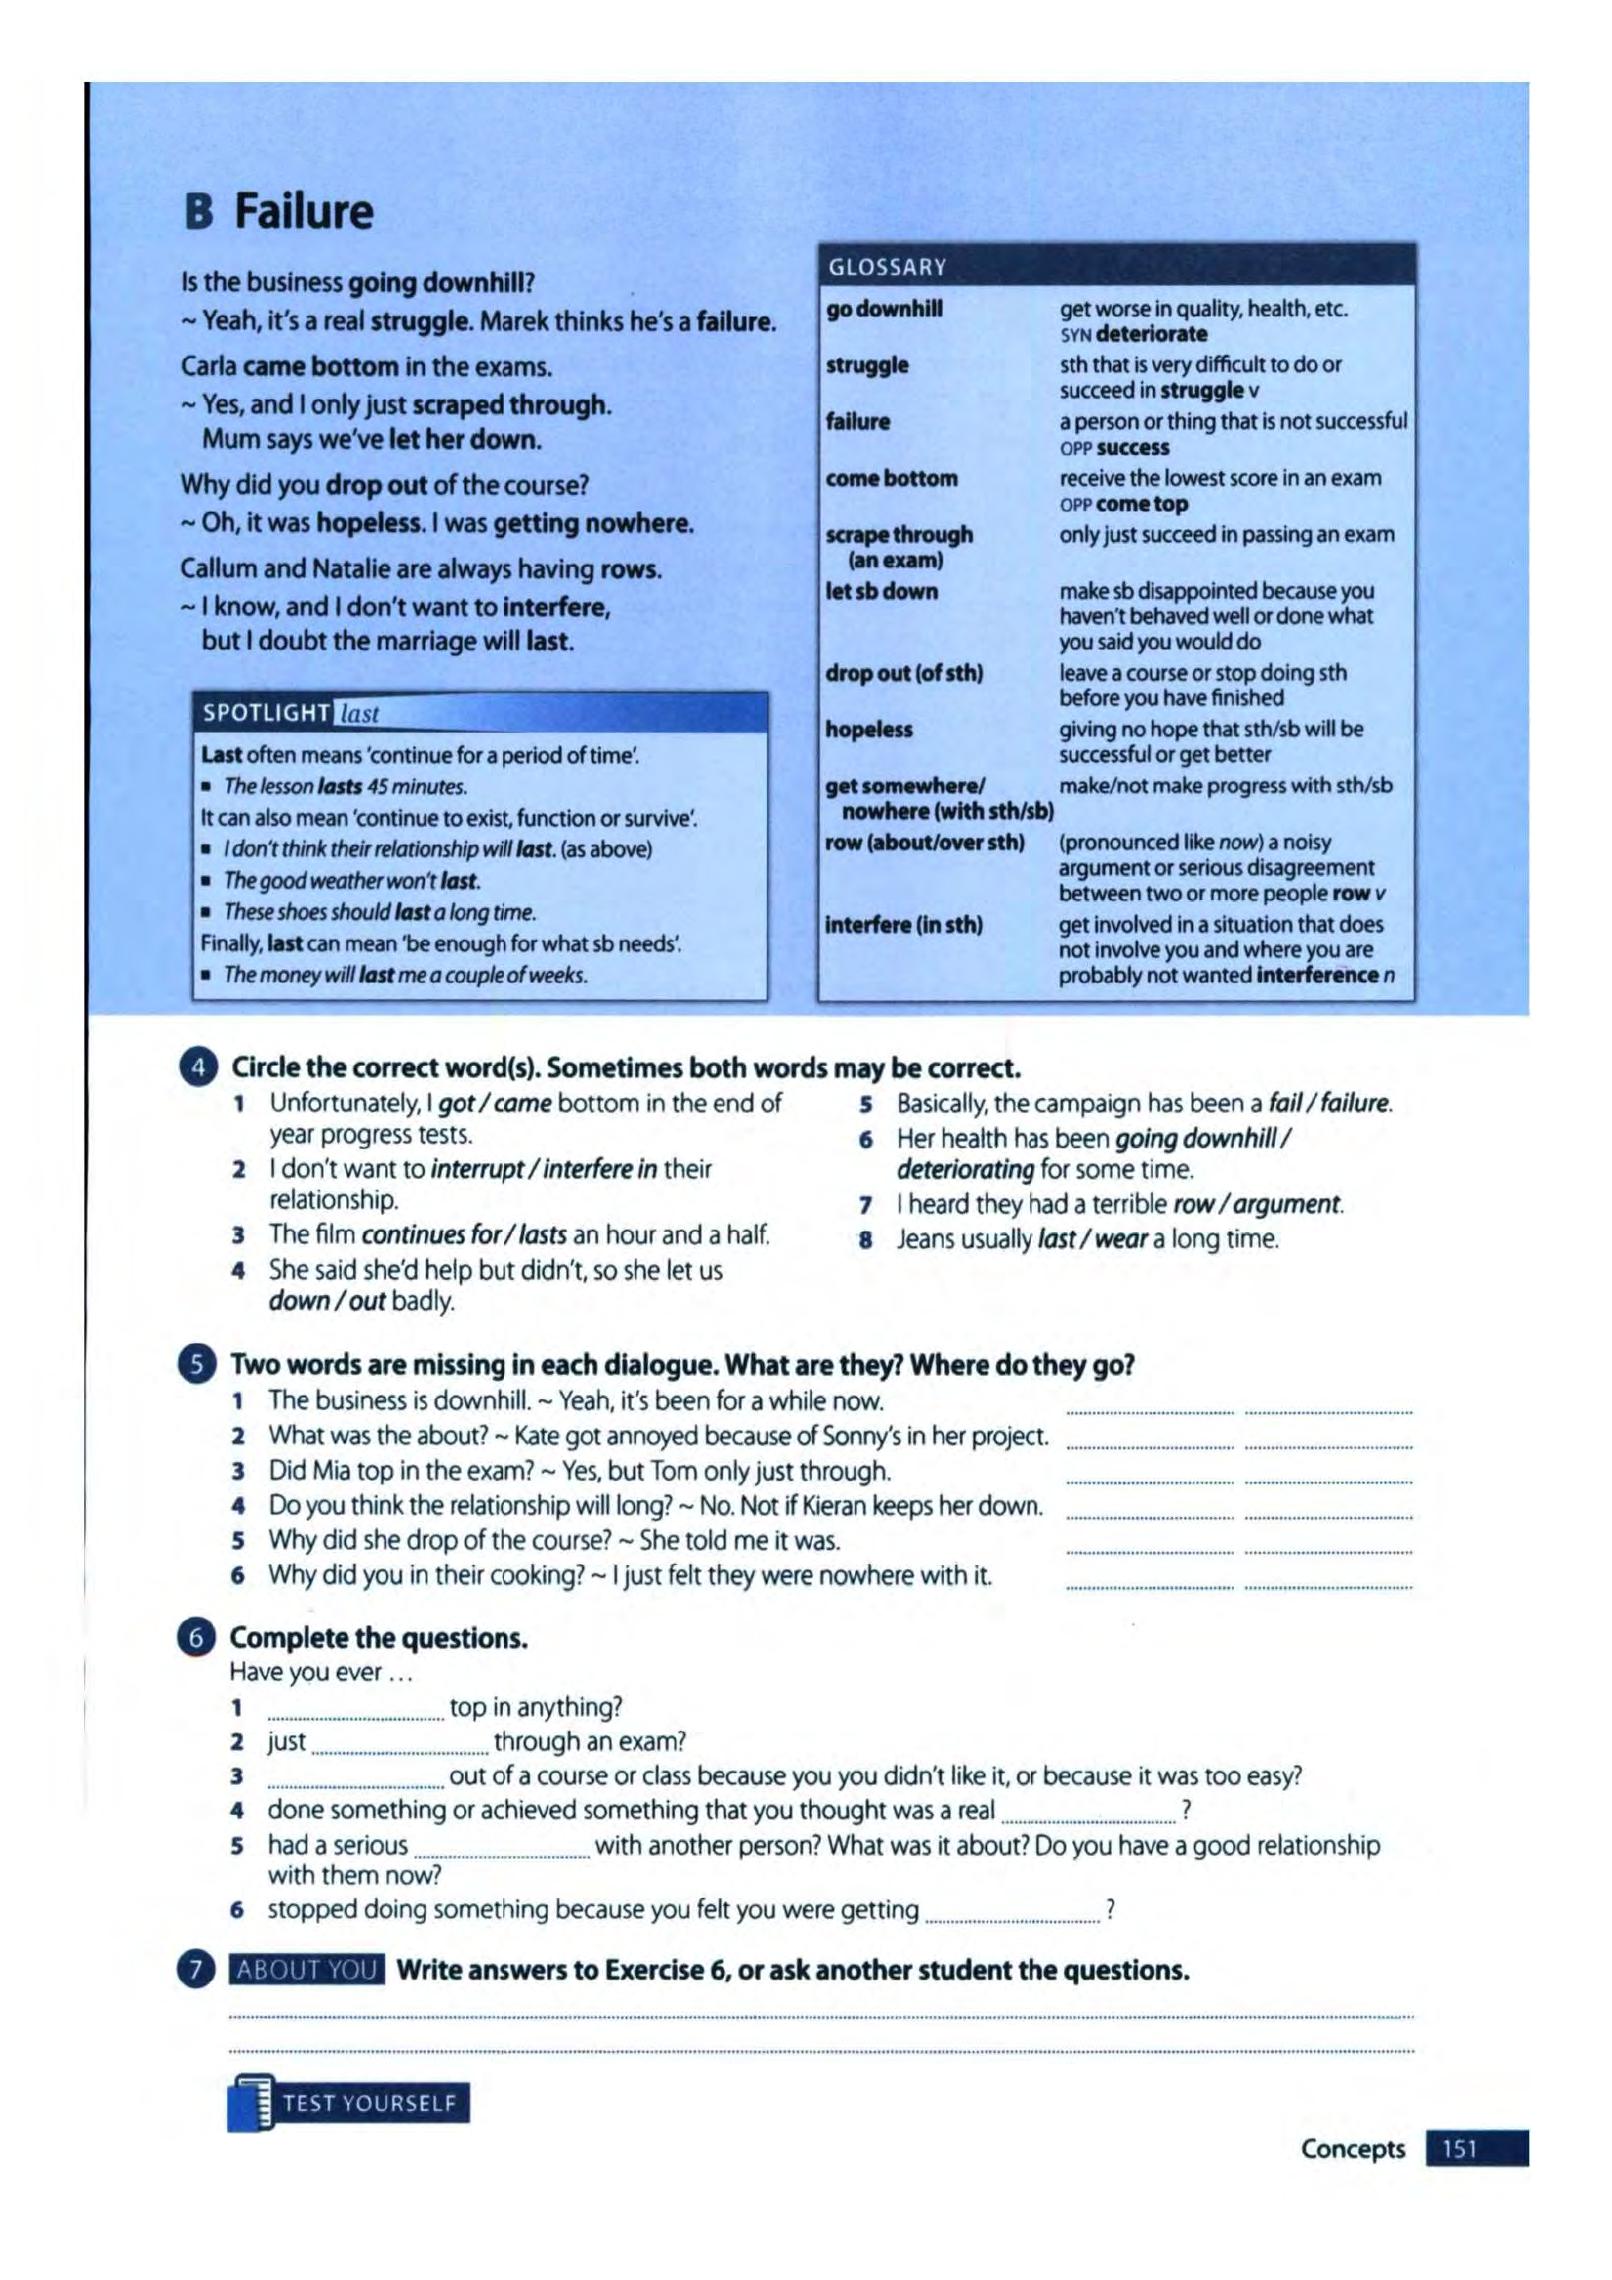 B Failure
Is the business going downhill?
~ Yeah, it's a real struggle. Marek thinks he's a failure.
Carla came bottom in the exams.
~ Yes, and I only just scraped through.
Mum says we've let her down.
Why did you drop out of the course?
~ Oh, it was hopeless. I was getting nowhere.
Callum and Natalie are always having rows.
~ I know, and I don't want to interfere,
but I doubt the marriage will last.
SPOTLIGHT last
Last often means 'continue for a period of time'.
▪ The lesson lasts 45 minutes.
It can also mean 'continue to exist, function or survive'.
▪ I don't think their relationship will last. (as above)
▪ The good weather won't last.
▪ These shoes should last a long time.
Finally, last can mean 'be enough for what sb needs'.
▪ The money will last me a couple of weeks.
GLOSSARY
go downhill get worse in quality, health, etc.
SYN deteriorate
struggle sth that is very difficult to do or
succeed in struggle v
failure a person or thing that is not successful
OPP success
come bottom receive the lowest score in an exam
OPP come top
scrape through only just succeed in passing an exam
(an exam)
let sb down make sb disappointed because you
haven't behaved well or done what
you said you would do
drop out (of sth) leave a course or stop doing sth
before you have finished
hopeless giving no hope that sth/sb will be
successful or get better
get somewhere/ make/not make progress with sth/sb
nowhere (with sth/sb)
row (about/over sth) (pronounced like now) a noisy
argument or serious disagreement
between two or more people row v
interfere (in sth) get involved in a situation that does
not involve you and where you are
probably not wanted interference n
4 Circle the correct word(s). Sometimes both words may be correct.
1 Unfortunately, I got / came bottom in the end of
year progress tests.
2 I don't want to interrupt / interfere in their
relationship.
3 The film continues for / lasts an hour and a half.
4 She said she'd help but didn't, so she let us
down / out badly.
5 Basically, the campaign has been a fail / failure.
6 Her health has been going downhill /
deteriorating for some time.
7 I heard they had a terrible row / argument.
8 Jeans usually last / wear a long time.
5 Two words are missing in each dialogue. What are they? Where do they go?
1 The business is downhill. ~ Yeah, it's been for a while now.
2 What was the about? ~ Kate got annoyed because of Sonny's in her project.
3 Did Mia top in the exam? ~ Yes, but Tom only just through.
4 Do you think the relationship will long? ~ No. Not if Kieran keeps her down.
5 Why did she drop of the course? ~ She told me it was.
6 Why did you in their cooking? ~ I just felt they were nowhere with it.
6 Complete the questions.
Have you ever ...
1 ........ top in anything?
2 just ........ through an exam?
3 ........ out of a course or class because you you didn't like it, or because it was too easy?
4 done something or achieved something that you thought was a real ........ ?
5 had a serious ........ with another person? What was it about? Do you have a good relationship
with them now?
6 stopped doing something because you felt you were getting ........ ?
7 ABOUT YOU Write answers to Exercise 6, or ask another student the questions.
TEST YOURSELF
Concepts 151